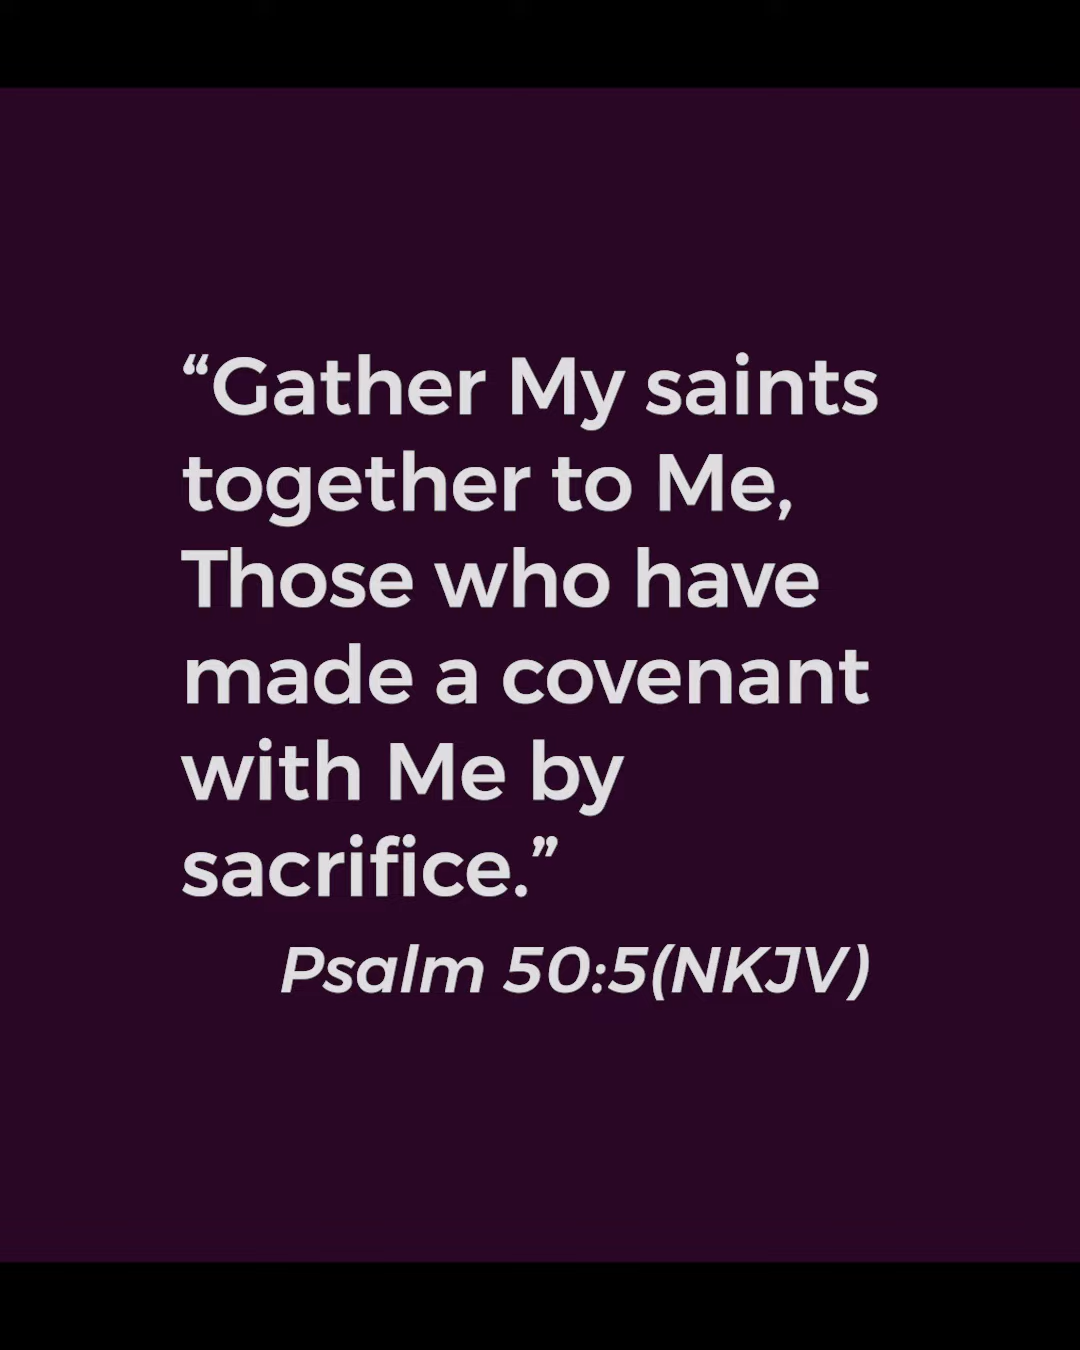 “Gather My saints
together to Me,
Those who have
made a covenant
with Me by
sacrifice.”
Psalm 50:5(NKJV)